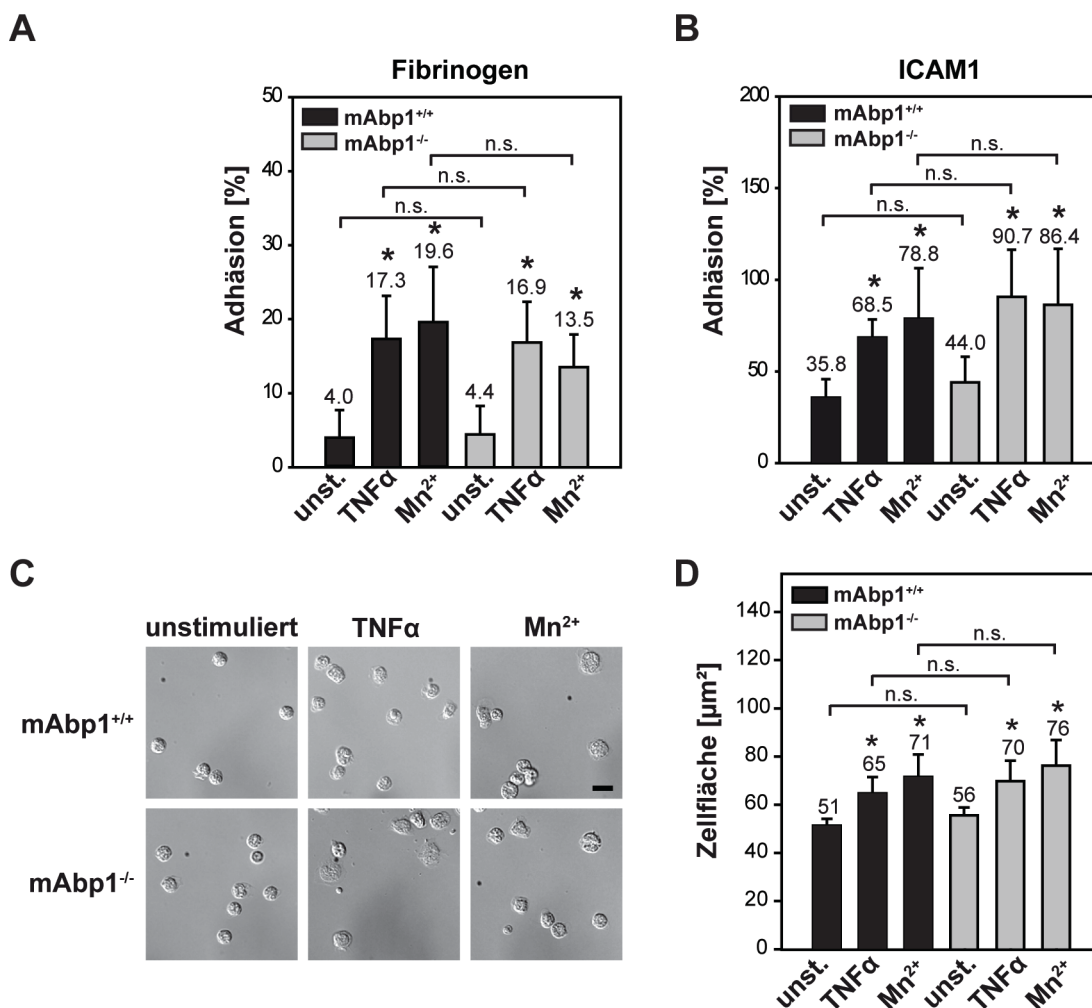 A
Fibrinogen
Adhäsion [%]
50
40
30
20
10
0
mAbp1+/+
mAbp1-/-
n.s.
n.s.
n.s.
4.0
17.3
*
19.6
*
4.4
16.9
*
13.5
*
unst.
TNFα
Mn²⁺
unst.
TNFα
Mn²⁺
B
ICAM1
Adhäsion [%]
200
150
100
50
0
mAbp1+/+
mAbp1-/-
n.s.
n.s.
n.s.
35.8
68.5
*
78.8
*
44.0
90.7
*
86.4
*
unst.
TNFα
Mn²⁺
unst.
TNFα
Mn²⁺
C
unstimuliert TNFα Mn²⁺
mAbp1+/+
mAbp1-/-
D
Zellfläche [µm²]
140
120
100
80
60
40
20
0
mAbp1+/+
mAbp1-/-
n.s.
n.s.
n.s.
51
65
*
71
*
56
70
*
76
*
unst.
TNFα
Mn²⁺
unst.
TNFα
Mn²⁺